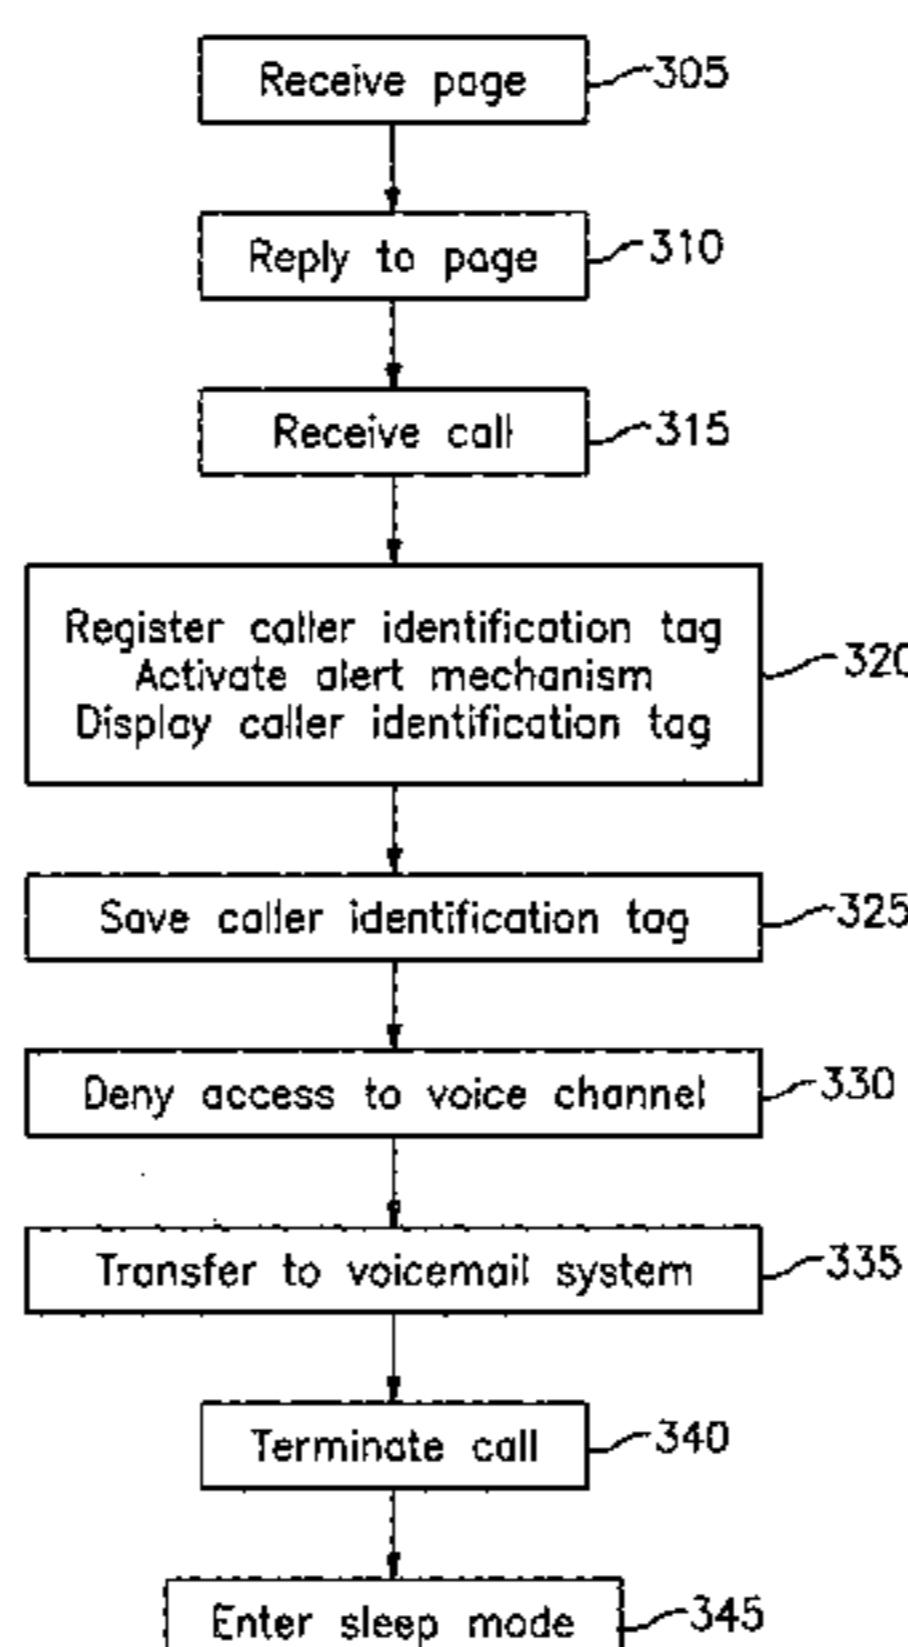 Receive page
305
Reply to page
310
Receive call
315
Register caller identification tag
Activate alert mechanism
Display caller identification tag
320
Save caller identification tag
325
Deny access to voice channel
330
Transfer to voicemail system
335
Terminate call
340
Enter sleep mode
345